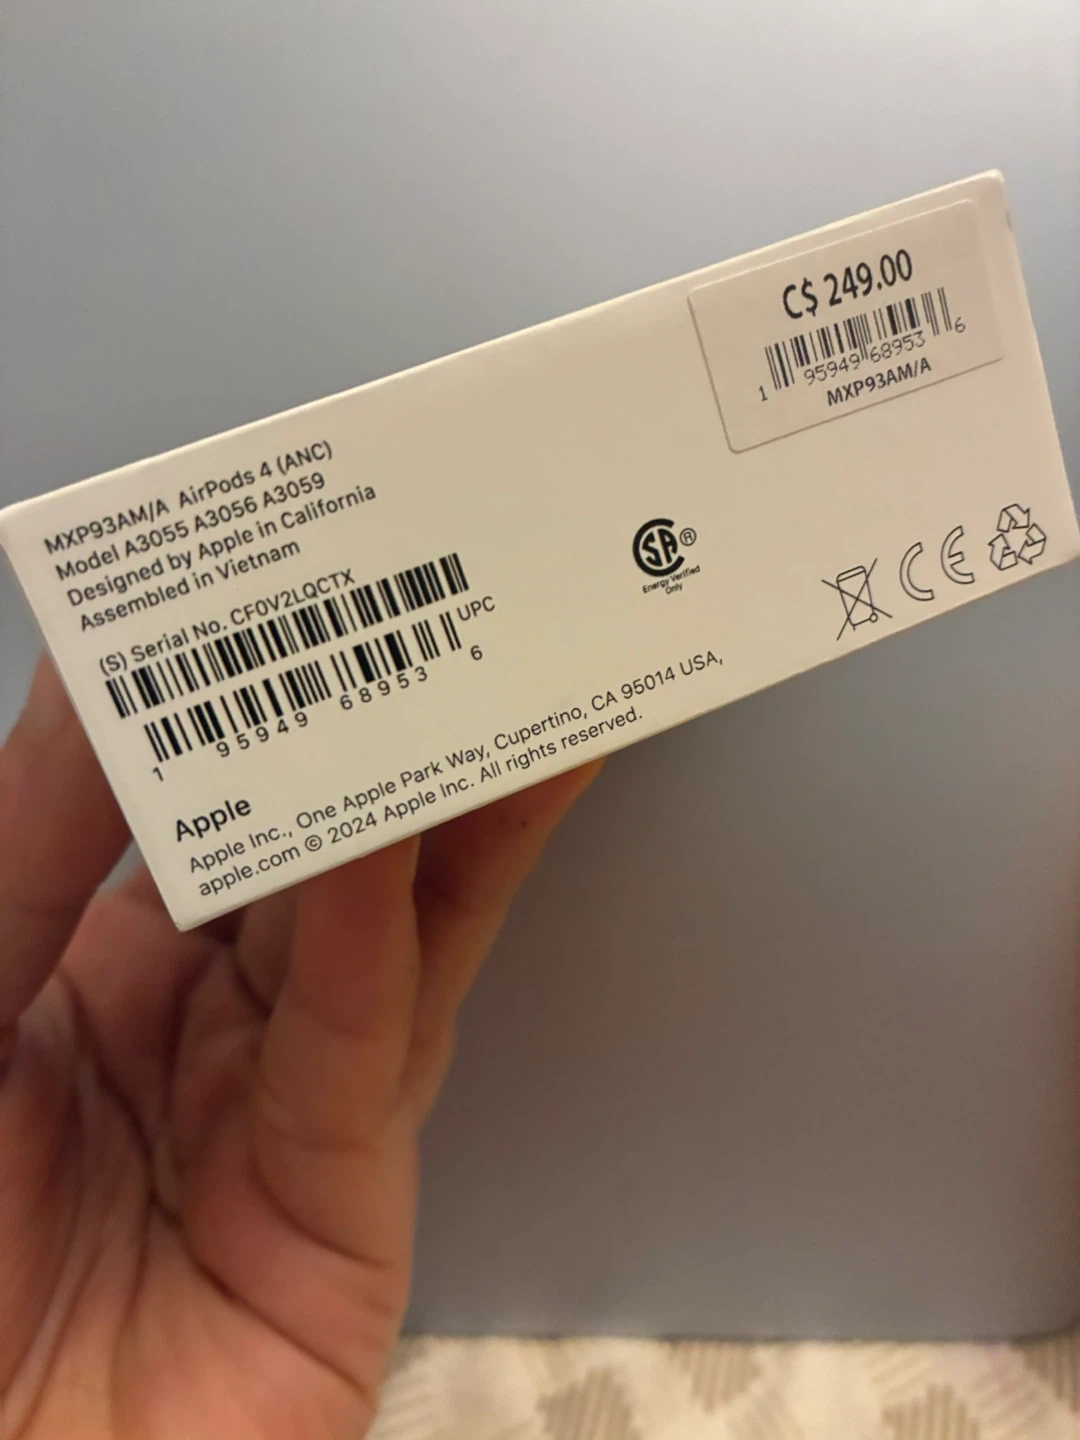 C$ 249.00
1 95949 68953 6
MXP93AM/A
MXP93AM/A AirPods 4 (ANC)
Model A3055 A3056 A3059
Designed by Apple in California
Assembled in Vietnam
(S) Serial No. CF0V2LQCTX
UPC
1 95949 68953 6
Apple
Apple Inc., One Apple Park Way, Cupertino, CA 95014 USA,
apple.com © 2024 Apple Inc. All rights reserved.
SA®
Energy Verified
Only
CE